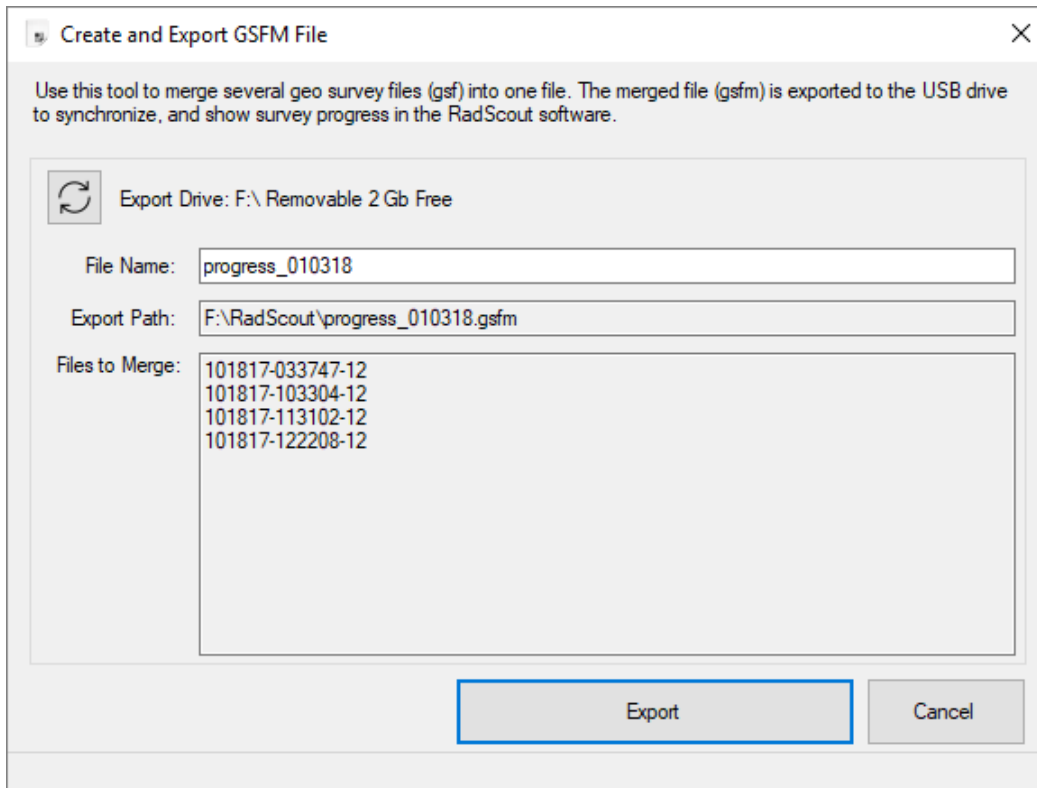 Create and Export GSFM File
Use this tool to merge several geo survey files (gsf) into one file. The merged file (gsfm) is exported to the USB drive
to synchronize, and show survey progress in the RadScout software.
Export Drive: F:\ Removable 2 Gb Free
File Name: progress_010318
Export Path: F:\RadScout\progress_010318.gsfm
Files to Merge: 101817-033747-12
101817-103304-12
101817-113102-12
101817-122208-12
Export Cancel